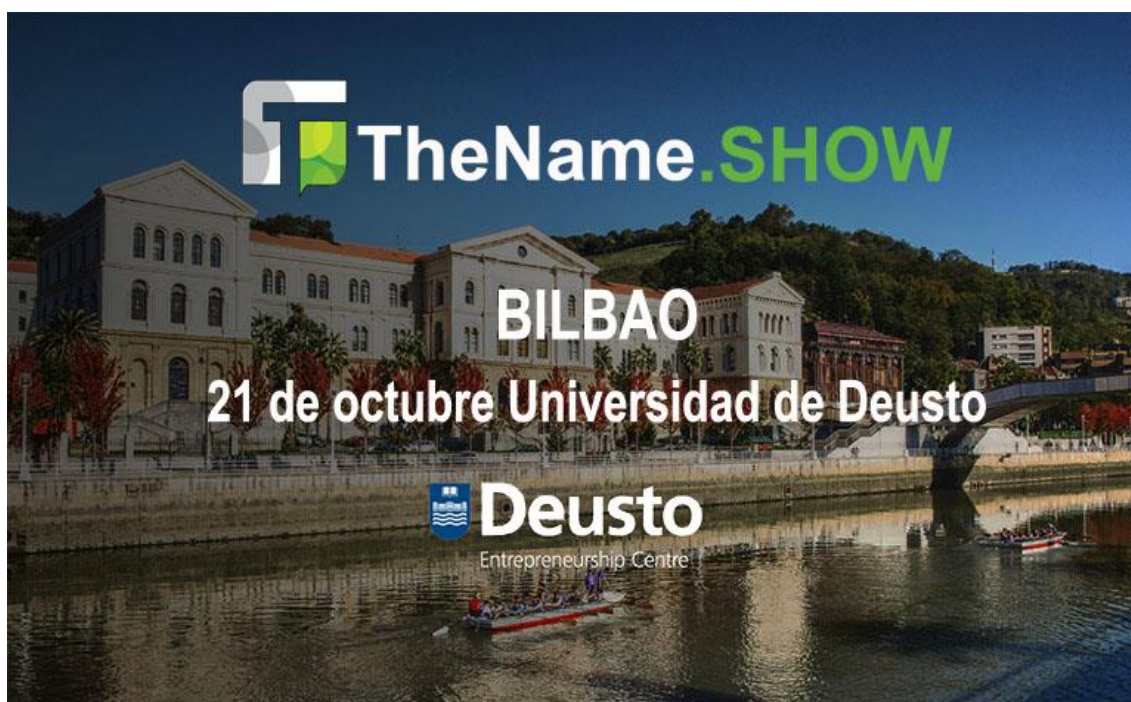 TheName.SHOW
BILBAO
21 de octubre Universidad de Deusto
Deusto
Entrepreneurship Centre